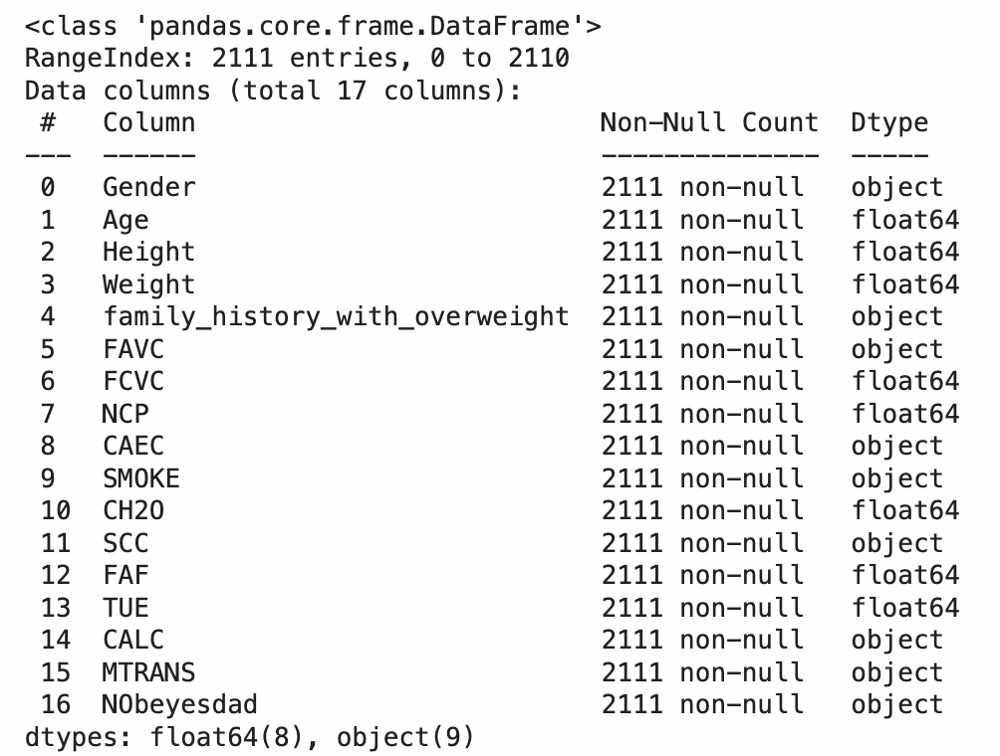 <class 'pandas.core.frame.DataFrame'>
RangeIndex: 2111 entries, 0 to 2110
Data columns (total 17 columns):
 #   Column                          Non-Null Count  Dtype
---  ------                          --------------  -----
 0   Gender                          2111 non-null   object
 1   Age                             2111 non-null   float64
 2   Height                          2111 non-null   float64
 3   Weight                          2111 non-null   float64
 4   family_history_with_overweight  2111 non-null   object
 5   FAVC                            2111 non-null   object
 6   FCVC                            2111 non-null   float64
 7   NCP                             2111 non-null   float64
 8   CAEC                            2111 non-null   object
 9   SMOKE                           2111 non-null   object
 10  CH2O                            2111 non-null   float64
 11  SCC                             2111 non-null   object
 12  FAF                             2111 non-null   float64
 13  TUE                             2111 non-null   float64
 14  CALC                            2111 non-null   object
 15  MTRANS                          2111 non-null   object
 16  NObeyesdad                      2111 non-null   object
dtypes: float64(8), object(9)